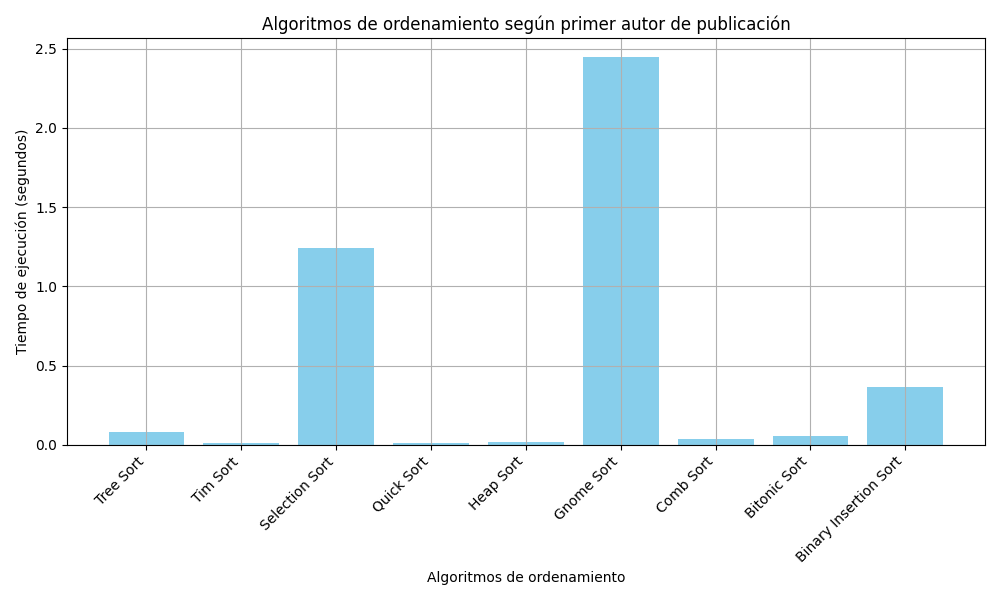 Algoritmos de ordenamiento según primer autor de publicación
Tiempo de ejecución (segundos)
2.5
2.0
1.5
1.0
0.5
0.0
Tree Sort
Tim Sort
Selection Sort
Quick Sort
Heap Sort
Gnome Sort
Comb Sort
Bitonic Sort
Binary Insertion Sort
Algoritmos de ordenamiento